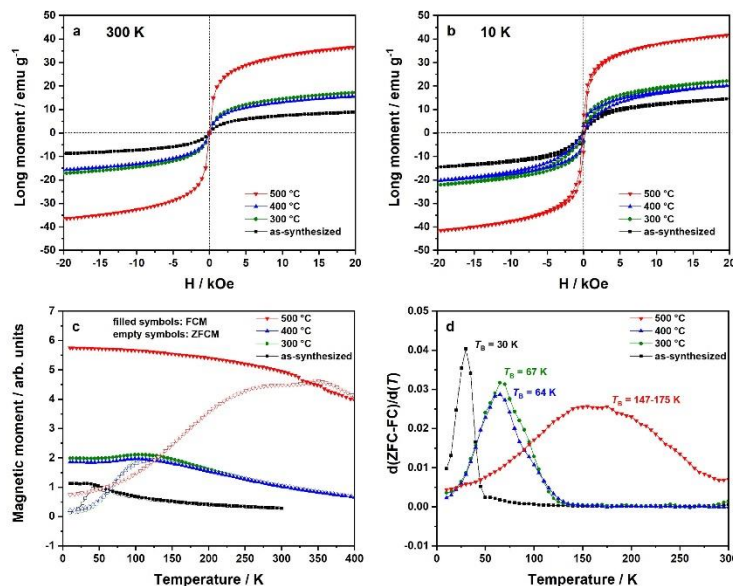 a 300 K
50
40
30
20
10
0
-10
-20
-30
-40
-50
Long moment / emu g⁻¹
500 °C
400 °C
300 °C
as-synthesized
-20 -15 -10 -5 0 5 10 15 20
H / kOe
b 10 K
50
40
30
20
10
0
-10
-20
-30
-40
-50
Long moment / emu g⁻¹
500 °C
400 °C
300 °C
as-synthesized
-20 -15 -10 -5 0 5 10 15 20
H / kOe
c
filled symbols: FCM
empty symbols: ZFCM
500 °C
400 °C
300 °C
as-synthesized
7
6
5
4
3
2
1
0
-1
Magnetic moment / arb. units
0 50 100 150 200 250 300 350 400
Temperature / K
d
500 °C
400 °C
300 °C
as-synthesized
TB = 30 K
TB = 67 K
TB = 64 K
TB = 147-175 K
0.05
0.04
0.03
0.02
0.01
0.00
-0.01
d(ZFC-FC)/d(T)
0 50 100 150 200 250 300
Temperature / K